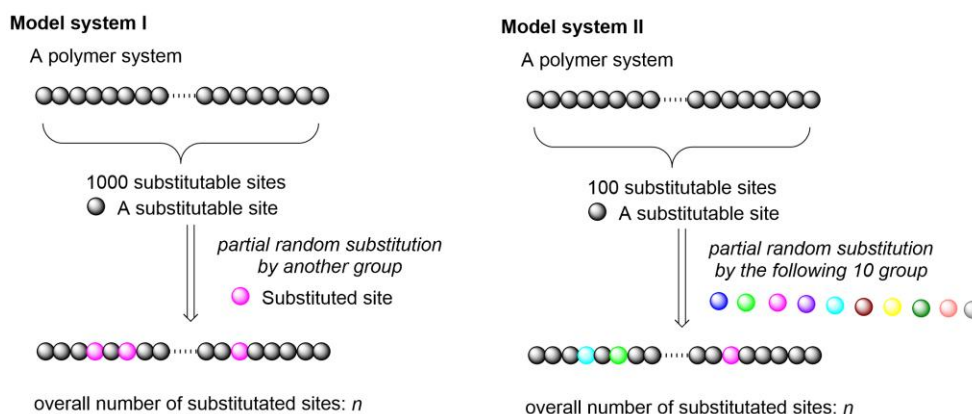 Model system I
A polymer system
1000 substitutable sites
A substitutable site
partial random substitution
by another group
Substituted site
overall number of substitutated sites: n
Model system II
A polymer system
100 substitutable sites
A substitutable site
partial random substitution
by the following 10 group
overall number of substitutated sites: n